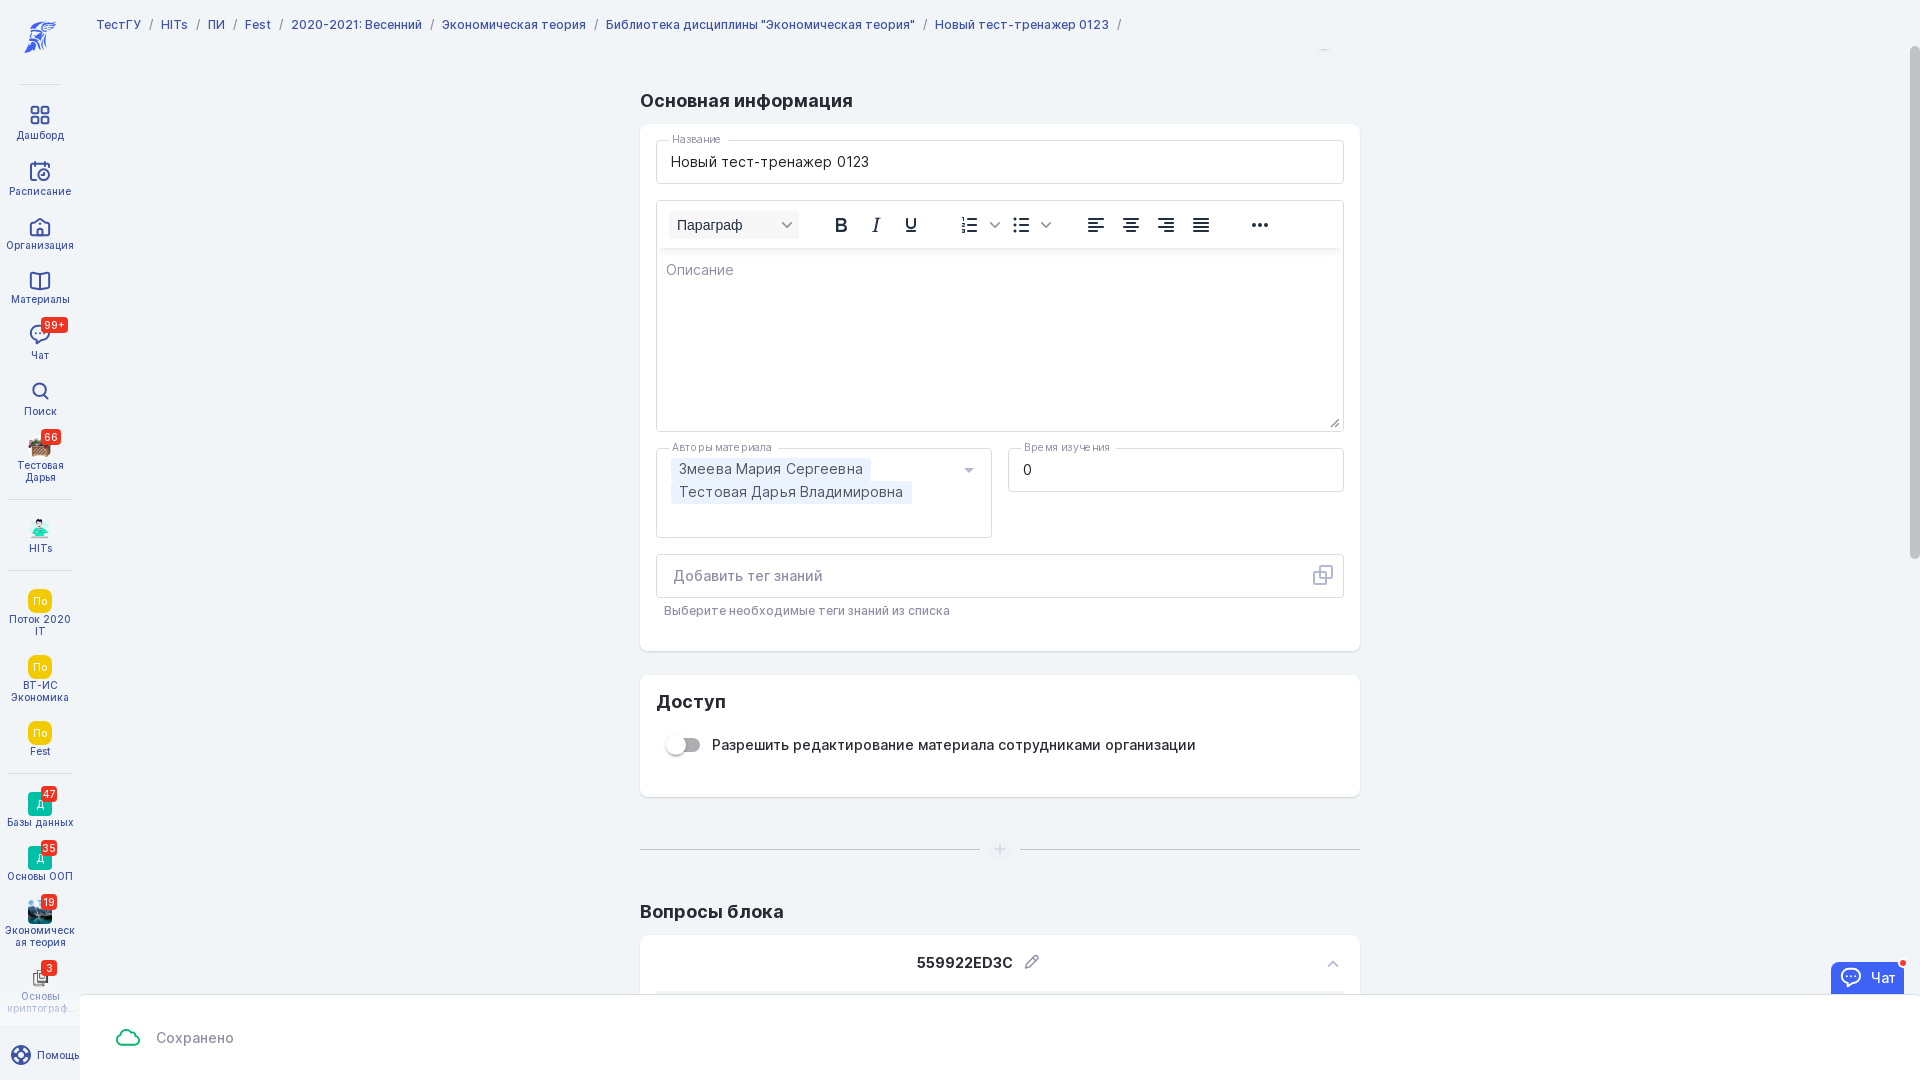 ТестГУ / HITs / ПИ / Fest / 2020-2021: Весенний / Экономическая теория / Библиотека дисциплины "Экономическая теория" / Новый тест-тренажер 0123 /
Дашборд
Расписание
Организация
Материалы
99+
Чат
Поиск
66
Тестовая
Дарья
HITs
По
Поток 2020
IT
По
ВТ-ИС
Экономика
По
Fest
47
Д
Базы данных
35
Д
Основы ООП
19
Экономическ
ая теория
3
Основы
криптограф...
Помощь
Основная информация
Название
Новый тест-тренажер 0123
Параграф
B I U
Описание
Авторы материала
Змеева Мария Сергеевна
Тестовая Дарья Владимировна
Время изучения
0
Добавить тег знаний
Выберите необходимые теги знаний из списка
Доступ
Разрешить редактирование материала сотрудниками организации
Вопросы блока
559922ED3C
Чат
Сохранено